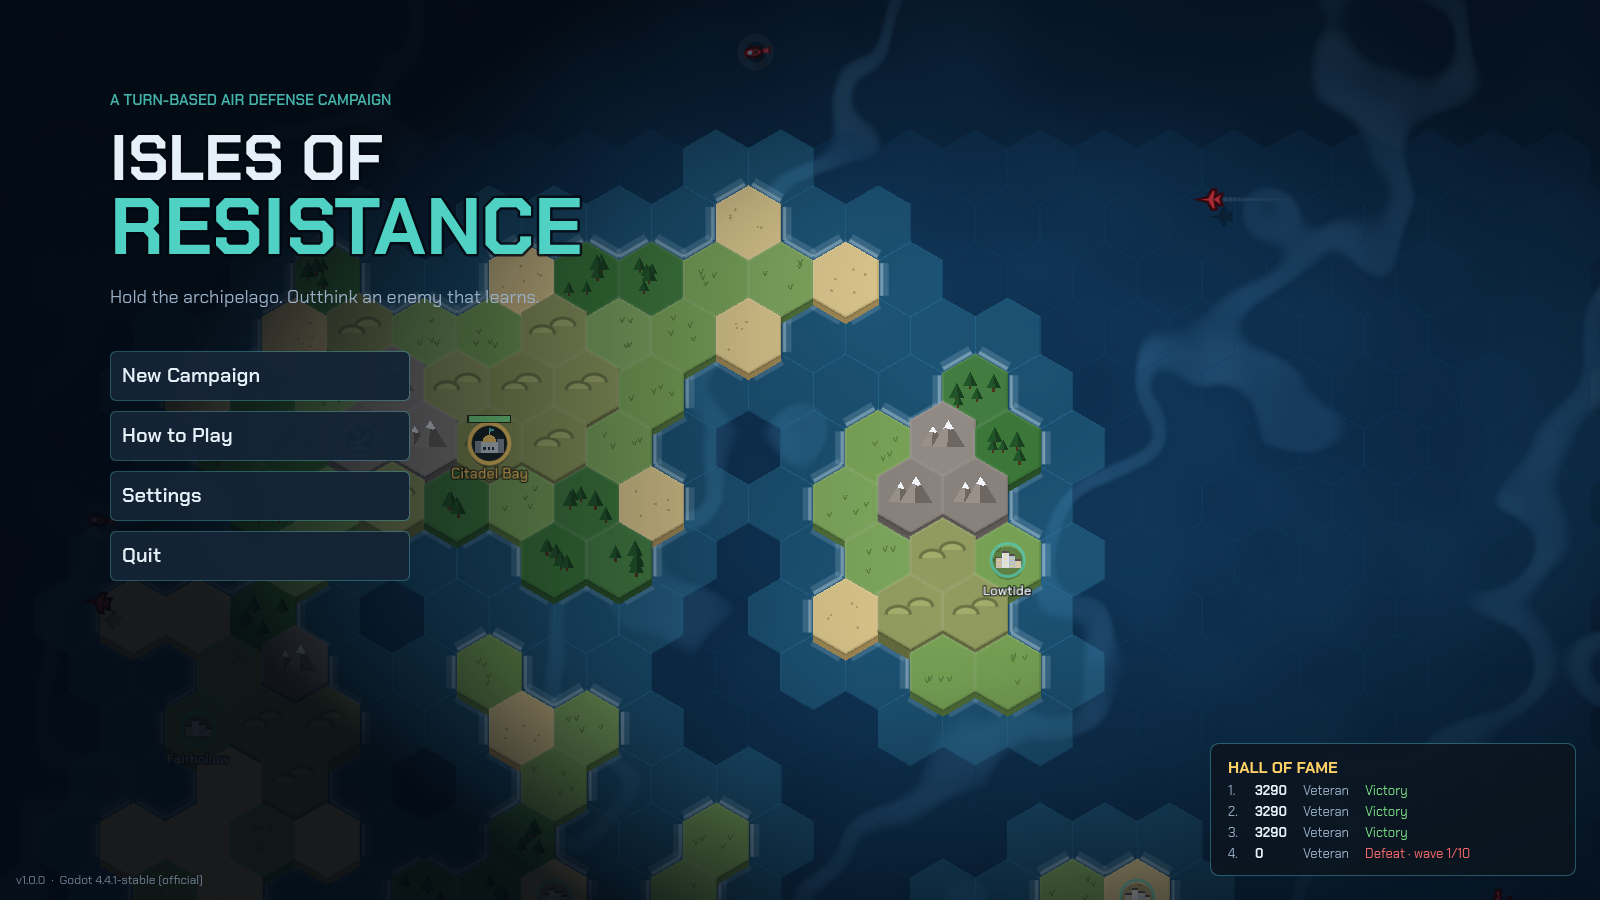 A TURN-BASED AIR DEFENSE CAMPAIGN
ISLES OF
RESISTANCE
Hold the archipelago. Outthink an enemy that learns.
New Campaign
How to Play
Settings
Quit
Citadel Bay
Lowtide
Fairhollow
HALL OF FAME
1. 3290 Veteran Victory
2. 3290 Veteran Victory
3. 3290 Veteran Victory
4. 0 Veteran Defeat · wave 1/10
v1.0.0 · Godot 4.4.1-stable (official)